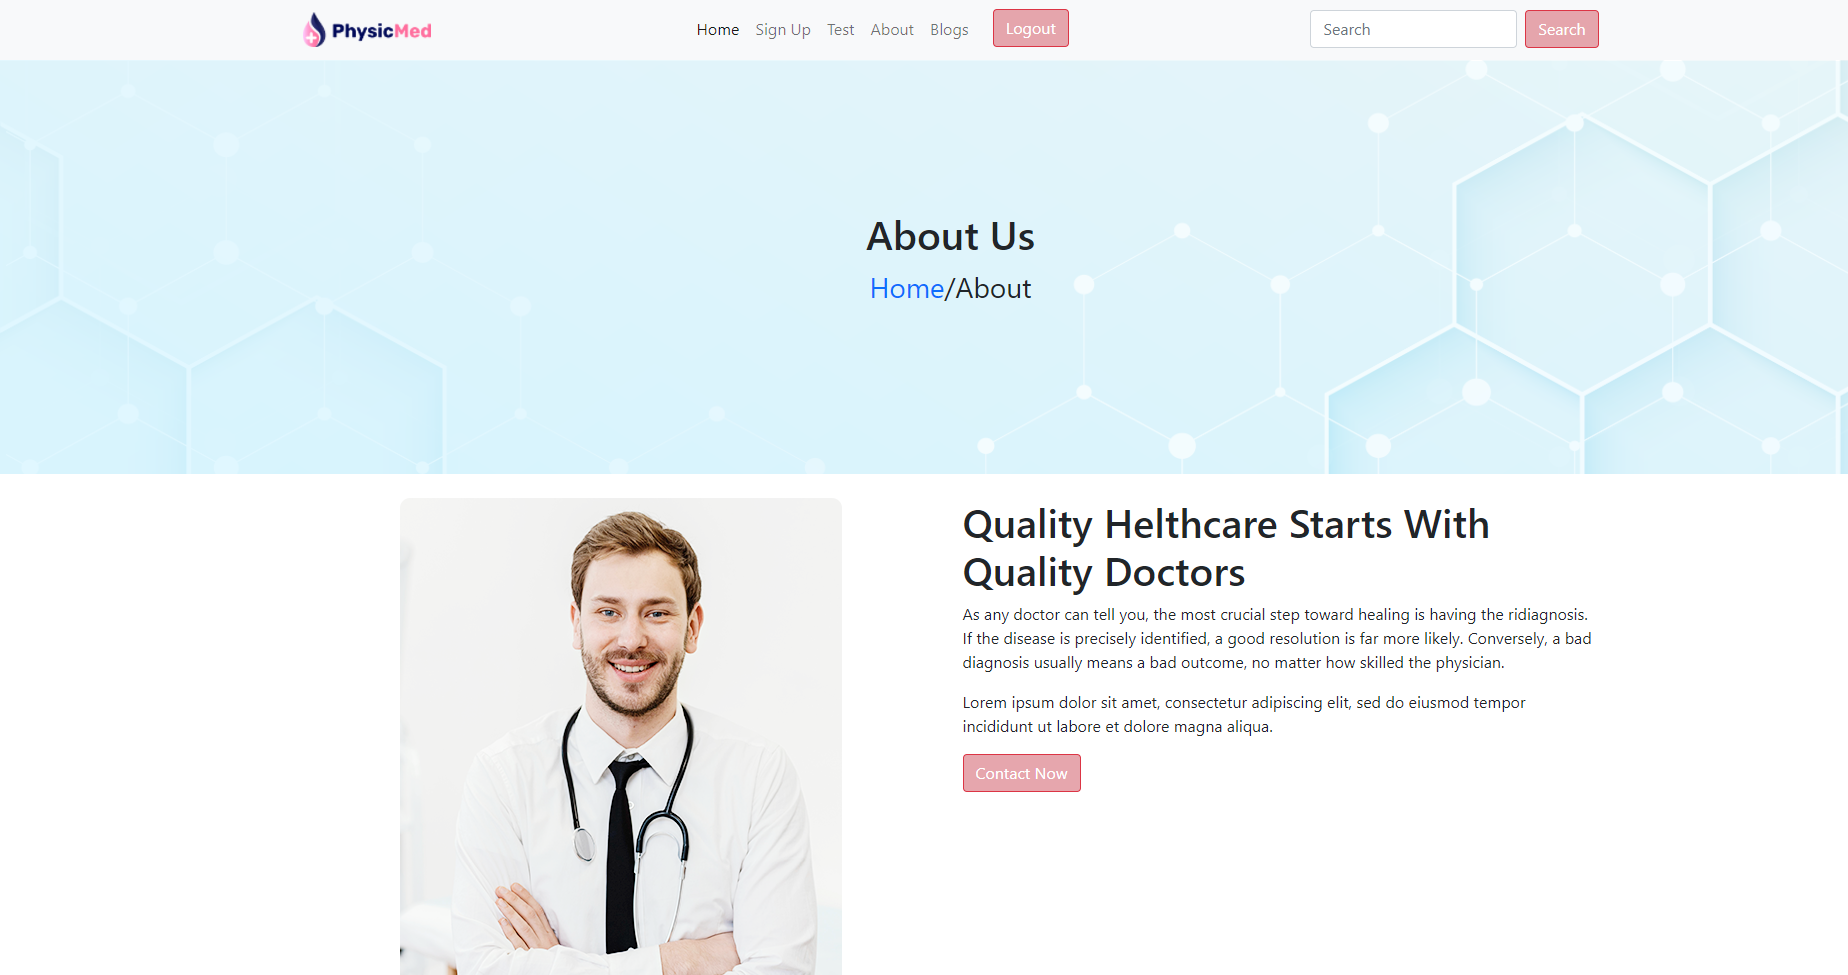 PhysicMed
Home Sign Up Test About Blogs Logout Search Search
About Us
Home/About
Quality Helthcare Starts With
Quality Doctors
As any doctor can tell you, the most crucial step toward healing is having the ridiagnosis.
If the disease is precisely identified, a good resolution is far more likely. Conversely, a bad
diagnosis usually means a bad outcome, no matter how skilled the physician.
Lorem ipsum dolor sit amet, consectetur adipiscing elit, sed do eiusmod tempor
incididunt ut labore et dolore magna aliqua.
Contact Now